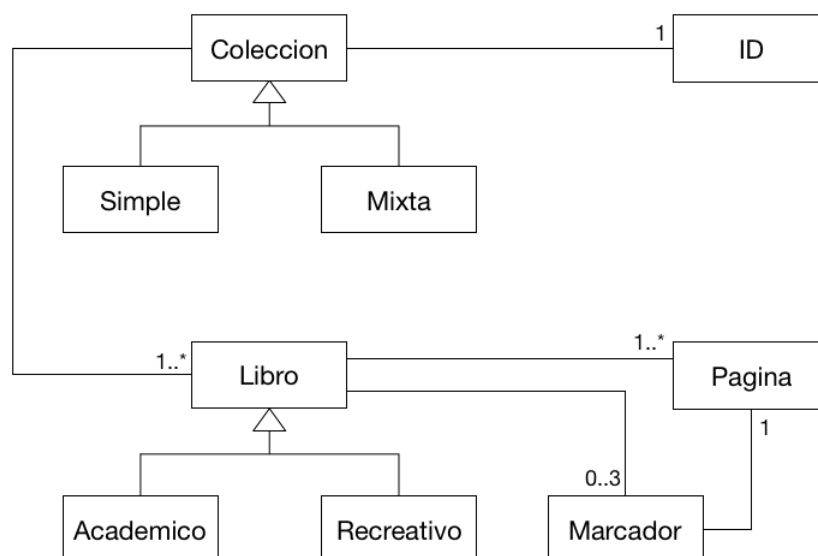 Coleccion
1
ID
Simple
Mixta
1..*
Libro
1..*
Pagina
1
0..3
Academico
Recreativo
Marcador